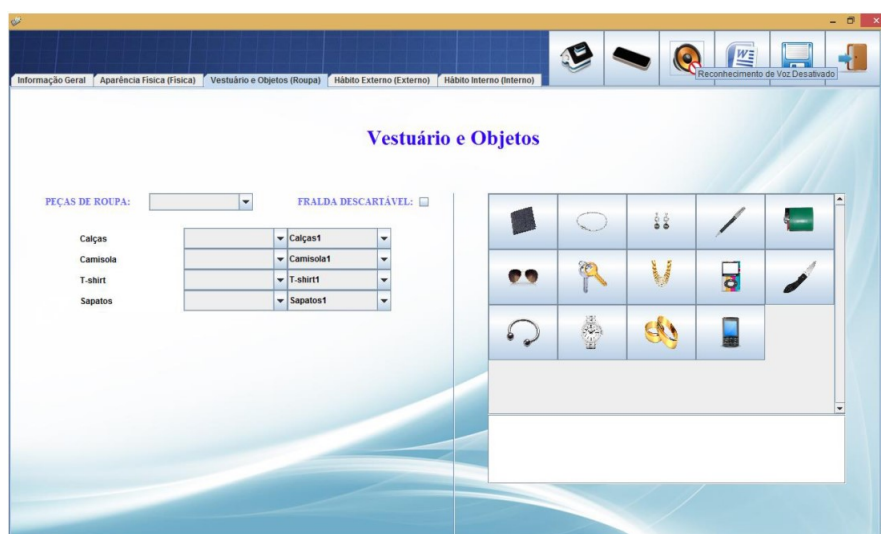 Reconhecimento de Voz Desativado
Informação Geral
Aparência Física (Física)
Vestuário e Objetos (Roupa)
Hábito Externo (Externo)
Hábito Interno (Interno)
Vestuário e Objetos
PEÇAS DE ROUPA:
FRALDA DESCARTÁVEL:
Calças
Calças1
Camisola
Camisola1
T-shirt
T-shirt1
Sapatos
Sapatos1